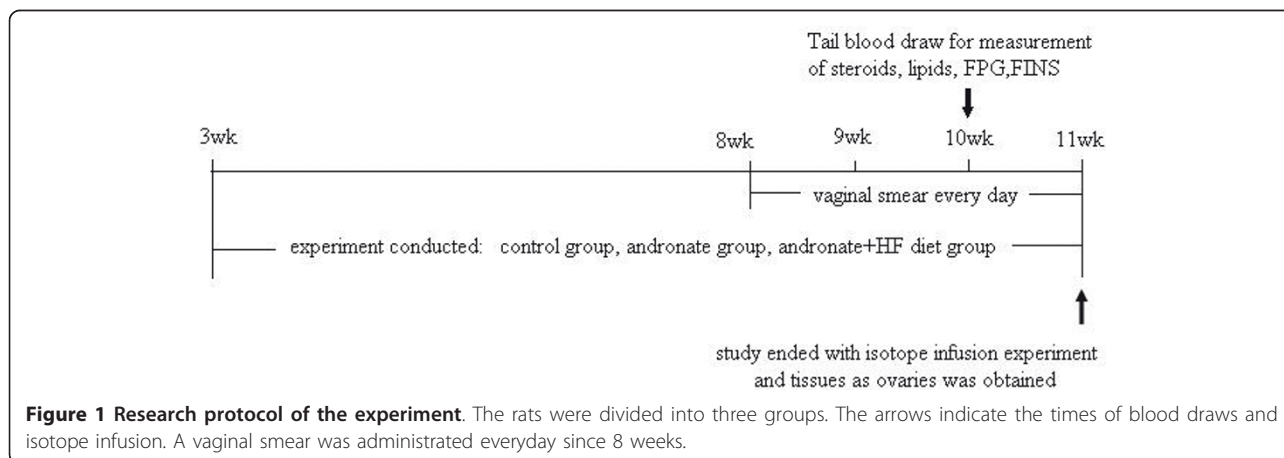 Tail blood draw for measurement
of steroids, lipids, FPG,FINS
3wk 8wk 9wk 10wk 11wk
vaginal smear every day
experiment conducted: control group, andronate group, andronate+HF diet group
study ended with isotope infusion experiment
and tissues as ovaries was obtained
Figure 1 Research protocol of the experiment. The rats were divided into three groups. The arrows indicate the times of blood draws and
isotope infusion. A vaginal smear was administrated everyday since 8 weeks.